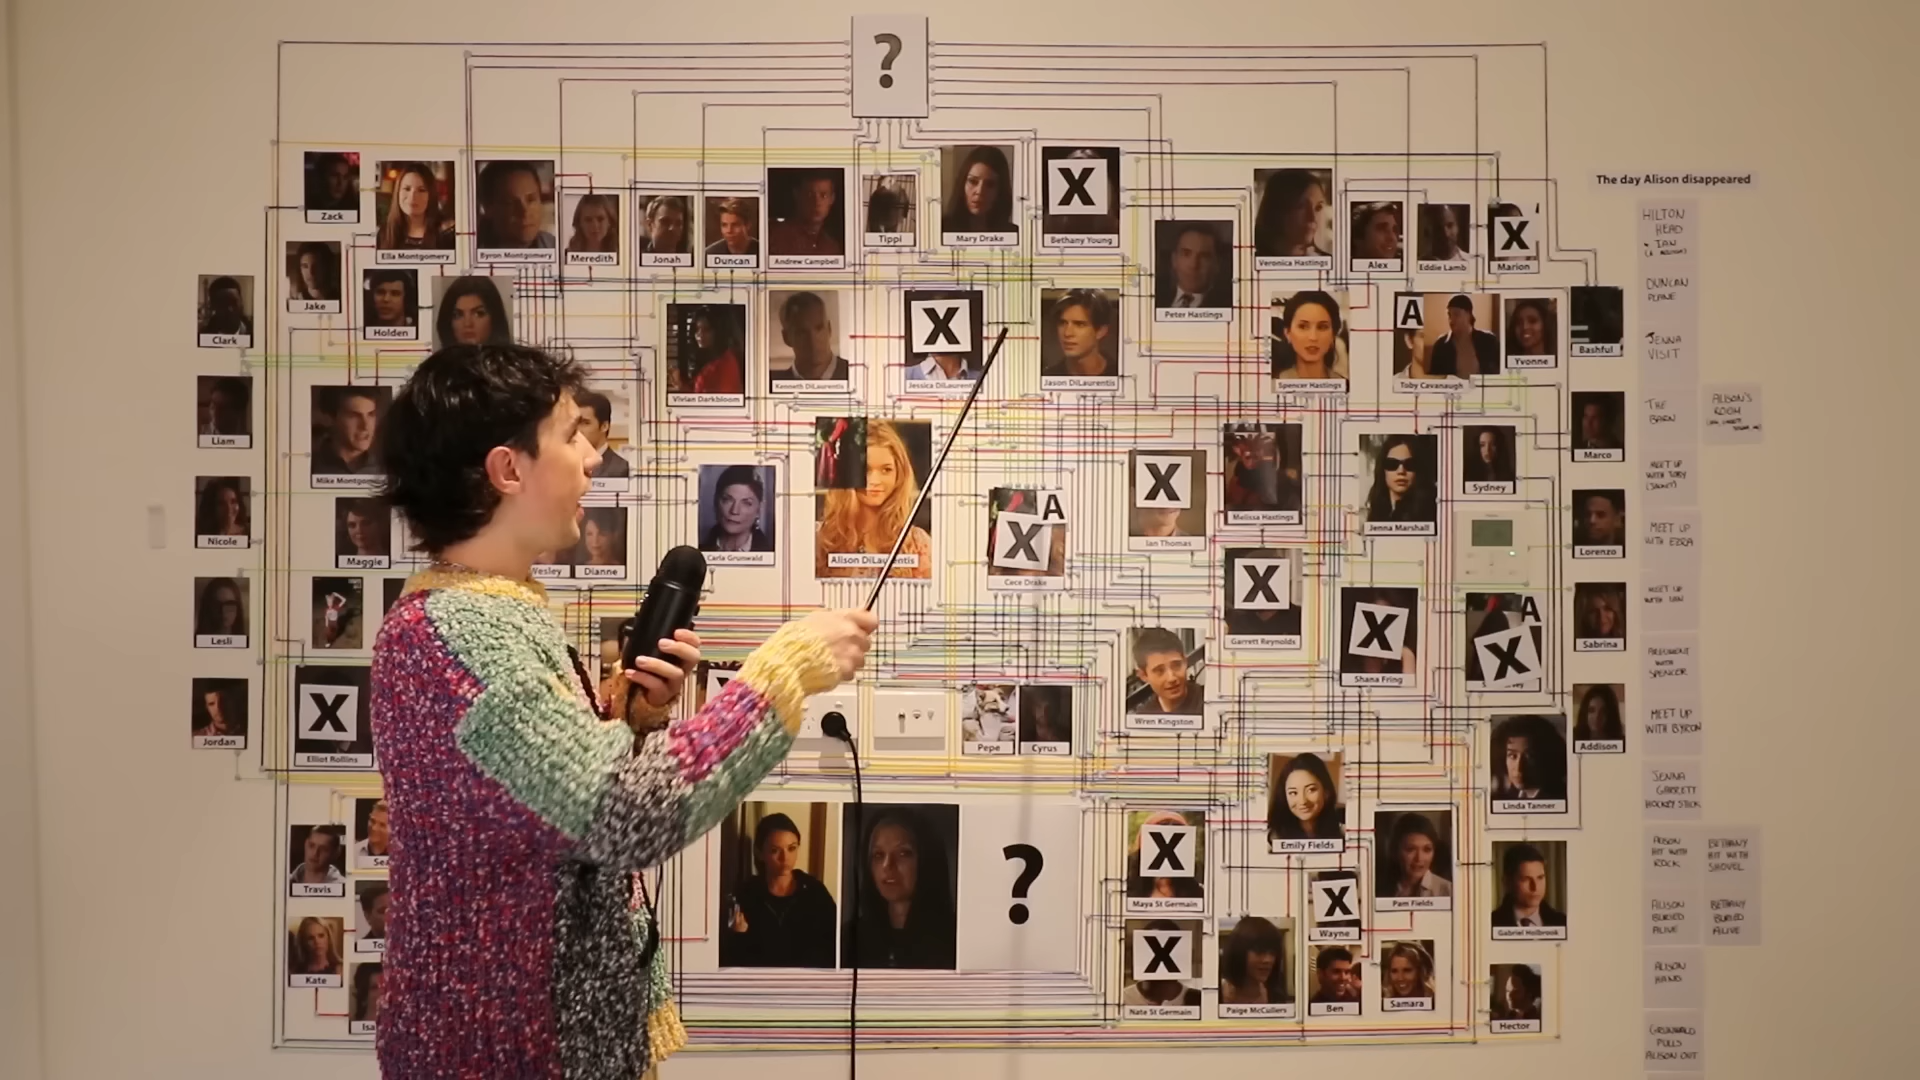 ?
Zack
Ella Montgomery
Byron Montgomery
Meredith
Jonah
Duncan
Andrew Campbell
Tippi
Mary Drake
X
Bethany Young
Veronica Hastings
Alex
Eddie Lamb
X
Marion
The day Alison disappeared
Jake
Holden
Clark
Vivian Darkbloom
Kenneth DiLaurentis
X
Jessica DiLaurenti
Jason DiLaurentis
Peter Hastings
Spencer Hastings
A
Toby Cavanaugh
Yvonne
Bashful
Liam
Mike Montgom
Fitz
Carla Grunwald
Alison DiLaurentis
A
X
Cece Drake
X
Ian Thomas
Melissa Hastings
Jenna Marshall
Sydney
Marco
Nicole
Maggie
Wesley
Dianne
X
Garrett Reynolds
Lorenzo
Lesli
X
Shana Fring
A
X
Sabrina
Jordan
X
Elliot Rollins
Pepe
Cyrus
Wren Kingston
Linda Tanner
Addison
Travis
Sea
?
X
Maya St Germain
Emily Fields
X
Wayne
Pam Fields
Gabriel Holbrook
Kate
To
Isa
X
Nate St Germain
Paige McCullers
Ben
Samara
Hector
HILTON
HEAD
IAN
DUNCAN
PLANE
JENNA
VISIT
THE
BARN
ALISON'S
ROOM
MEET UP
WITH TOBY
(JACKET)
MEET UP
WITH EZRA
MEET UP
WITH IAN
ARGUMENT
WITH
SPENCER
MEET UP
WITH BYRON
JENNA
GARRETT
HOCKEY STICK
ALISON
HIT WITH
ROCK
BETHANY
HIT WITH
SHOVEL
ALISON
BURIED
ALIVE
BETHANY
BURIED
ALIVE
ALISON
HAND
GRUNWALD
PULLS
ALISON OUT